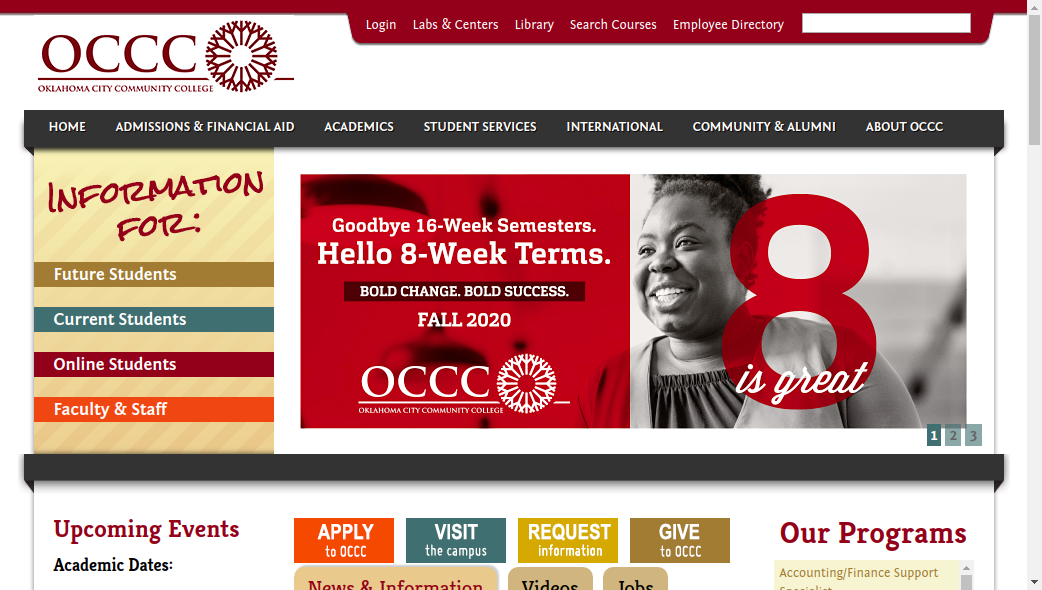 Login Labs & Centers Library Search Courses Employee Directory
OCCC
OKLAHOMA CITY COMMUNITY COLLEGE
HOME ADMISSIONS & FINANCIAL AID ACADEMICS STUDENT SERVICES INTERNATIONAL COMMUNITY & ALUMNI ABOUT OCCC
INFORMATION
FOR:
Future Students
Current Students
Online Students
Faculty & Staff
Goodbye 16-Week Semesters.
Hello 8-Week Terms.
BOLD CHANGE. BOLD SUCCESS.
FALL 2020
OCCC
OKLAHOMA CITY COMMUNITY COLLEGE
8
is great
1 2 3
Upcoming Events
Academic Dates:
APPLY
to OCCC
VISIT
the campus
REQUEST
information
GIVE
to OCCC
News & Information Videos Jobs
Our Programs
Accounting/Finance Support
Specialist